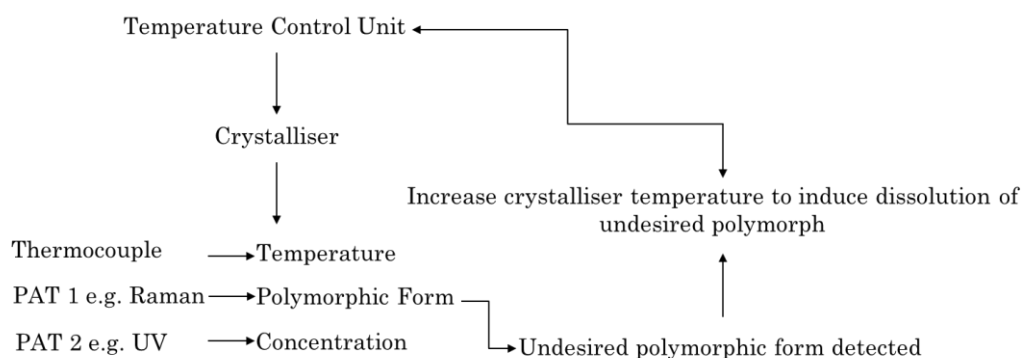 Temperature Control Unit
Crystalliser
Increase crystalliser temperature to induce dissolution of
undesired polymorph
Thermocouple
Temperature
PAT 1 e.g. Raman
Polymorphic Form
PAT 2 e.g. UV
Concentration
Undesired polymorphic form detected